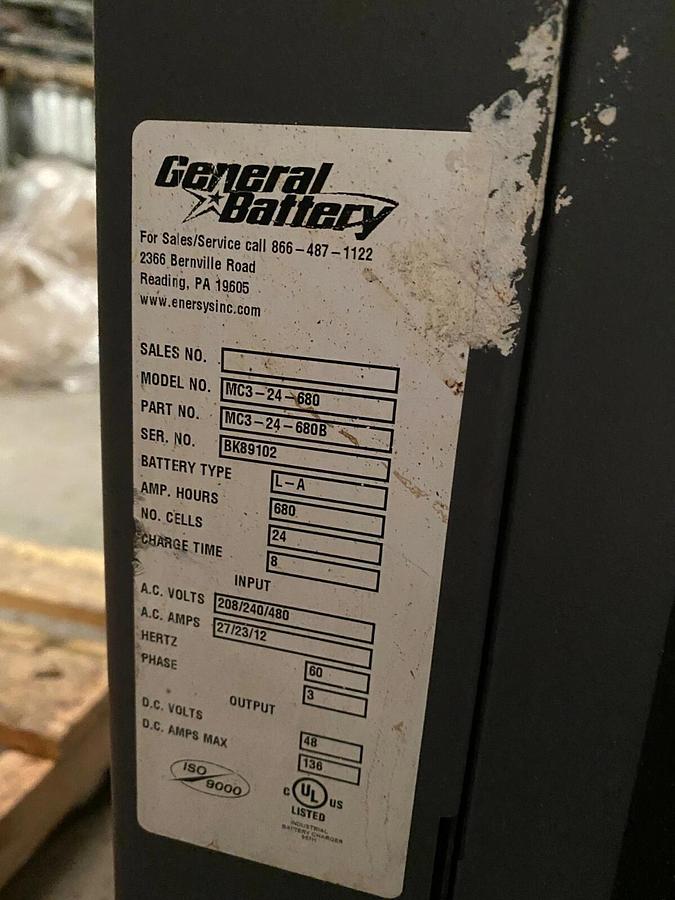 General
Battery
For Sales/Service call 866-487-1122
2366 Bernville Road
Reading, PA 19605
www.enersysinc.com
SALES NO.
MODEL NO. MC3-24-680
PART NO. MC3-24-680B
SER. NO. BK89102
BATTERY TYPE L-A
AMP. HOURS 680
NO. CELLS 24
CHARGE TIME 8
INPUT
A.C. VOLTS 208/240/480
A.C. AMPS 27/23/12
HERTZ 60
PHASE 3
OUTPUT
D.C. VOLTS 48
D.C. AMPS MAX 136
ISO 9000
C UL US
LISTED
INDUSTRIAL
BATTERY CHARGER